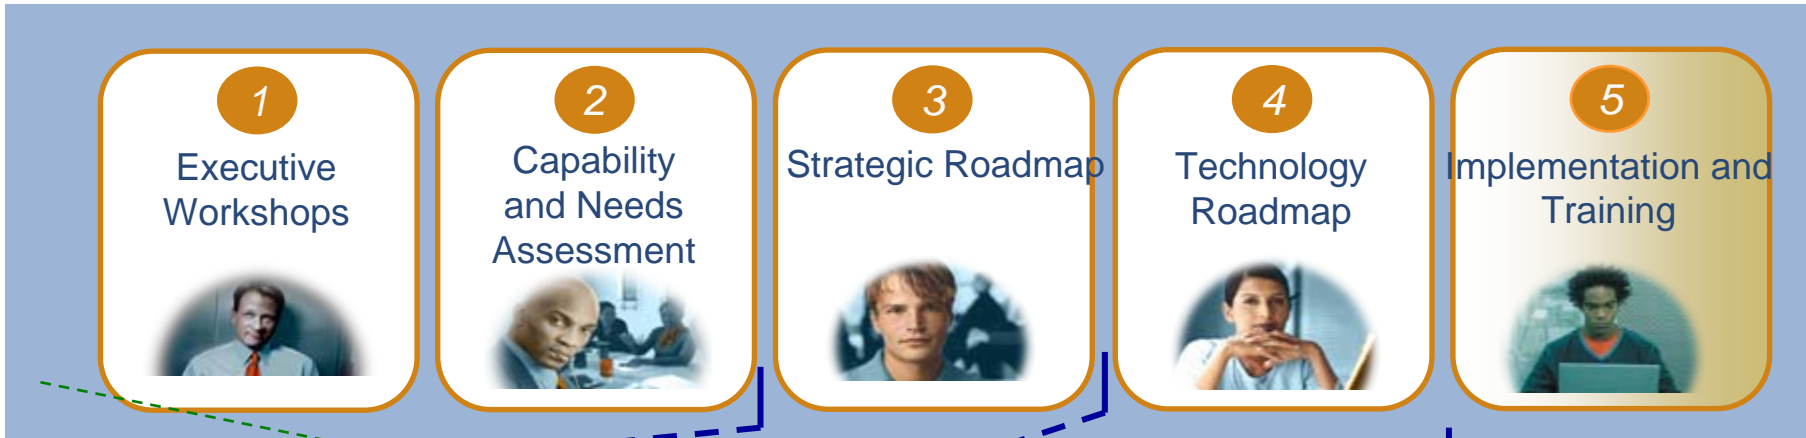 1
Executive
Workshops
2
Capability
and Needs
Assessment
3
Strategic Roadmap
4
Technology
Roadmap
5
Implementation and
Training